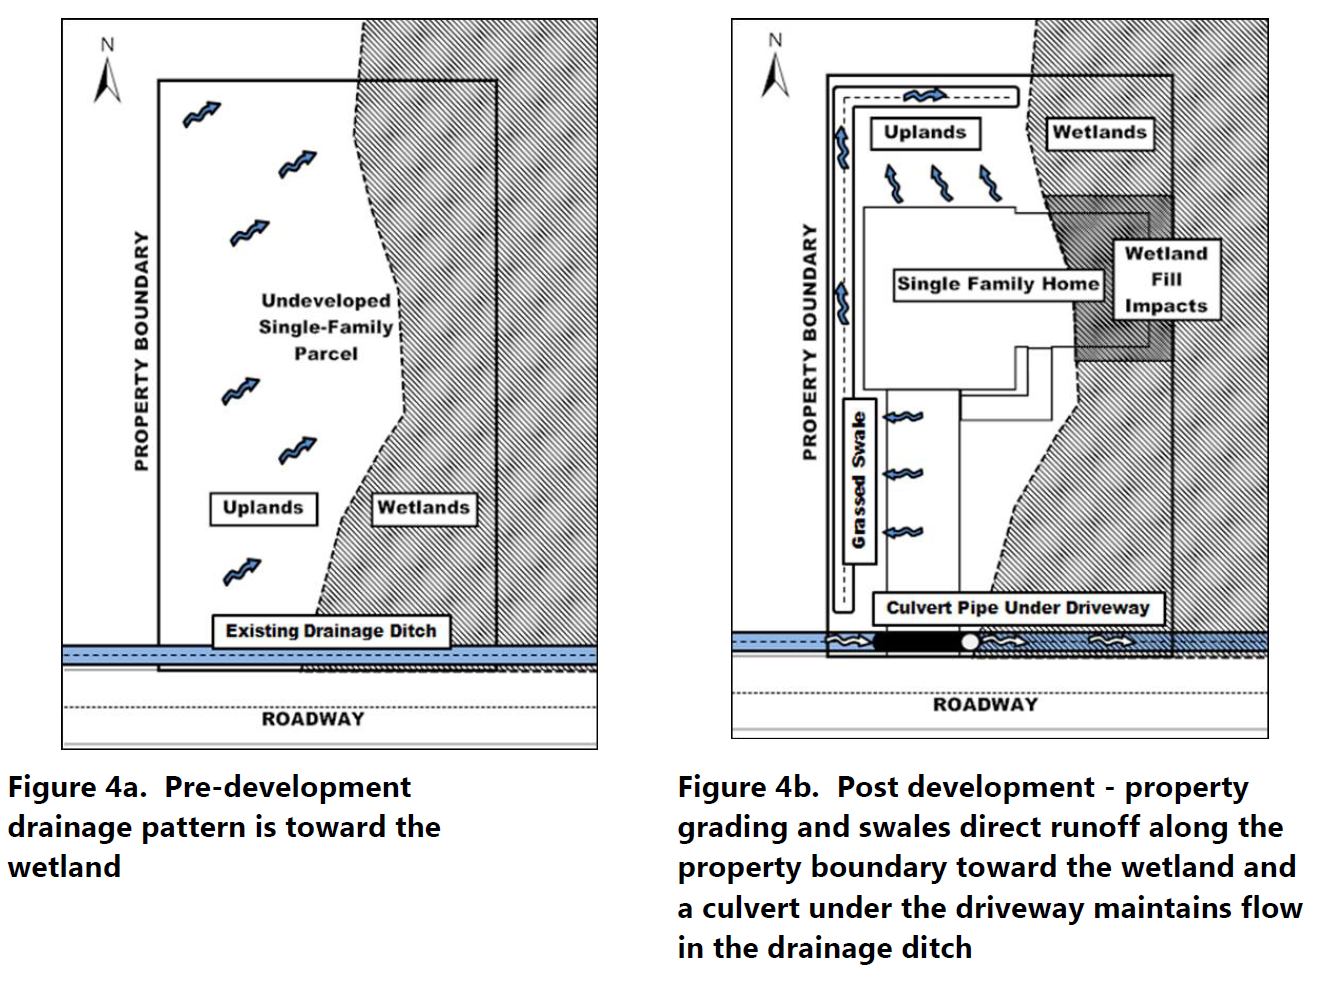 N
PROPERTY BOUNDARY
Undeveloped
Single-Family
Parcel
Uplands
Wetlands
Existing Drainage Ditch
ROADWAY
Figure 4a.  Pre-development
drainage pattern is toward the
wetland
N
PROPERTY BOUNDARY
Uplands
Wetlands
Single Family Home
Wetland
Fill
Impacts
Grassed Swale
Culvert Pipe Under Driveway
ROADWAY
Figure 4b.  Post development - property
grading and swales direct runoff along the
property boundary toward the wetland and
a culvert under the driveway maintains flow
in the drainage ditch